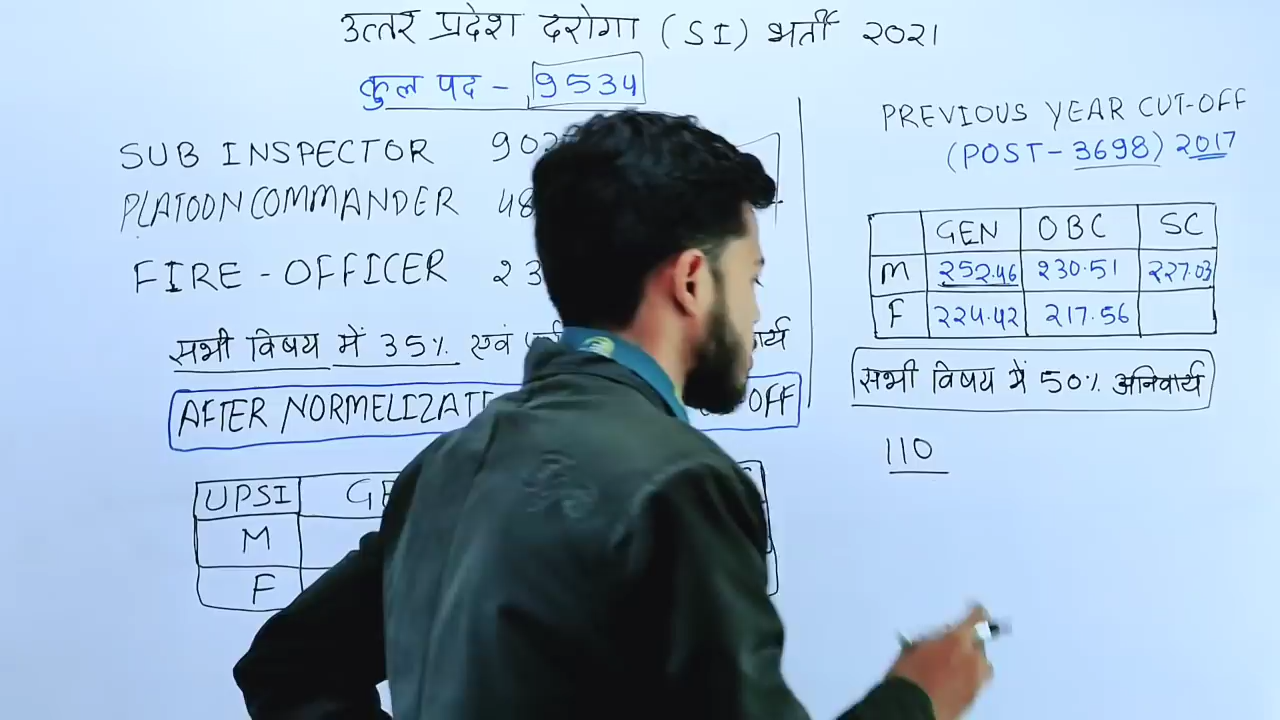 उत्तर प्रदेश दरोगा (SI) भर्ती २०२१
कुल पद - 9534
SUB INSPECTOR
PLATOON COMMANDER
FIRE - OFFICER
सभी विषय में 35% एवं
AFTER NORMELIZAT OFF
UPSI
M
F
PREVIOUS YEAR CUT-OFF
(POST - 3698) 2017
GEN OBC SC
M 252.46 230.51 227.03
F 224.42 217.56
सभी विषय में 50% अनिवार्य
110